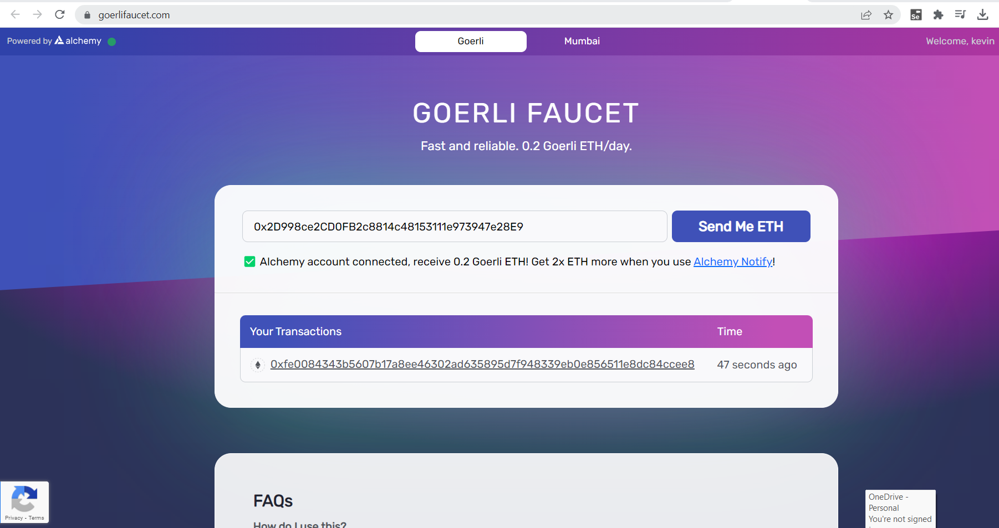 goerlifaucet.com
Se
Powered by alchemy
Goerli
Mumbai
Welcome, kevin
GOERLI FAUCET
Fast and reliable. 0.2 Goerli ETH/day.
0x2D998ce2CD0FB2c8814c48153111e973947e28E9
Send Me ETH
Alchemy account connected, receive 0.2 Goerli ETH! Get 2x ETH more when you use Alchemy Notify!
Your Transactions
Time
0xfe0084343b5607b17a8ee46302ad635895d7f948339eb0e856511e8dc84ccee8
47 seconds ago
FAQs
How do I use this?
Privacy - Terms
OneDrive -
Personal
You're not signed